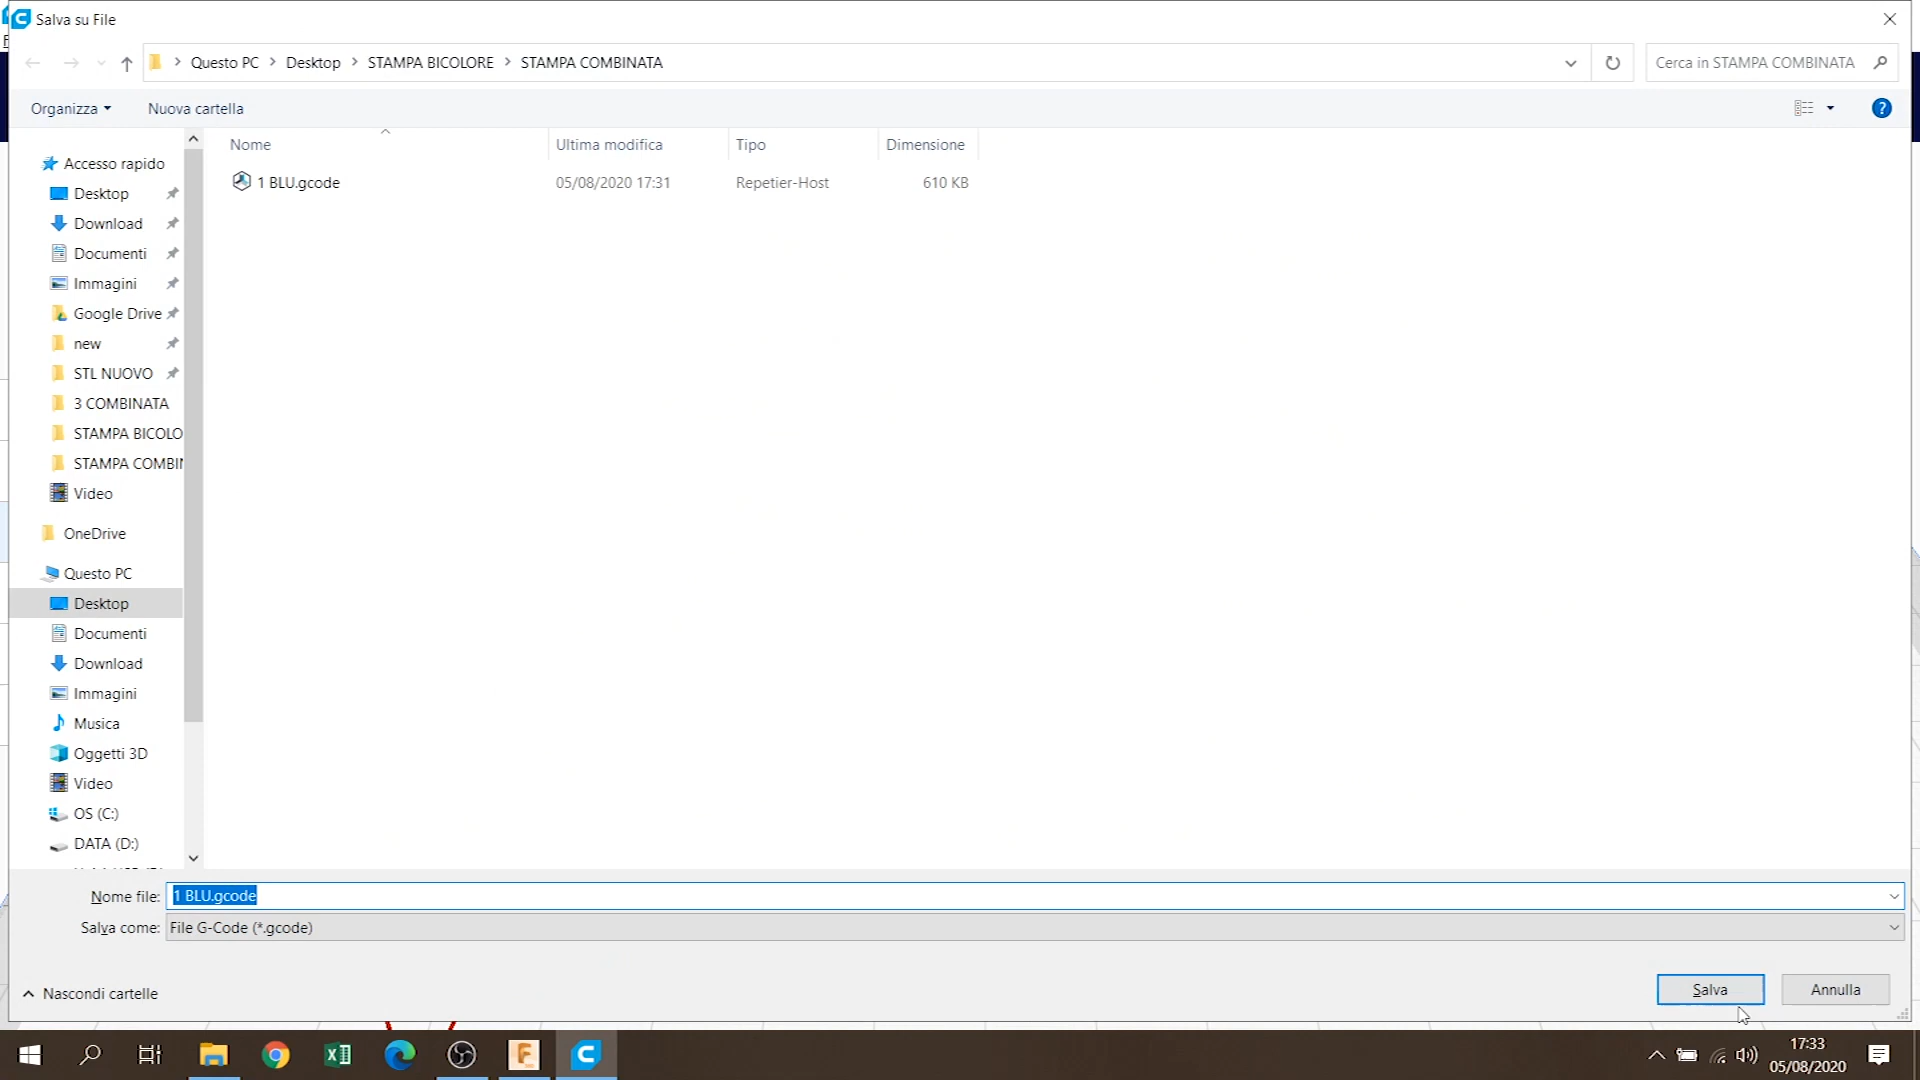 Salva su File
Questo PC > Desktop > STAMPA BICOLORE > STAMPA COMBINATA
Cerca in STAMPA COMBINATA
Organizza
Nuova cartella
?
Nome
Ultima modifica
Tipo
Dimensione
1 BLU.gcode
05/08/2020 17:31
Repetier-Host
610 KB
Accesso rapido
Desktop
Download
Documenti
Immagini
Google Drive
new
STL NUOVO
3 COMBINATA
STAMPA BICOLO
STAMPA COMBIN
Video
OneDrive
Questo PC
Desktop
Documenti
Download
Immagini
Musica
Oggetti 3D
Video
OS (C:)
DATA (D:)
Nome file: 1 BLU.gcode
Salva come: File G-Code (*.gcode)
Nascondi cartelle
Salva
Annulla
17:33
05/08/2020